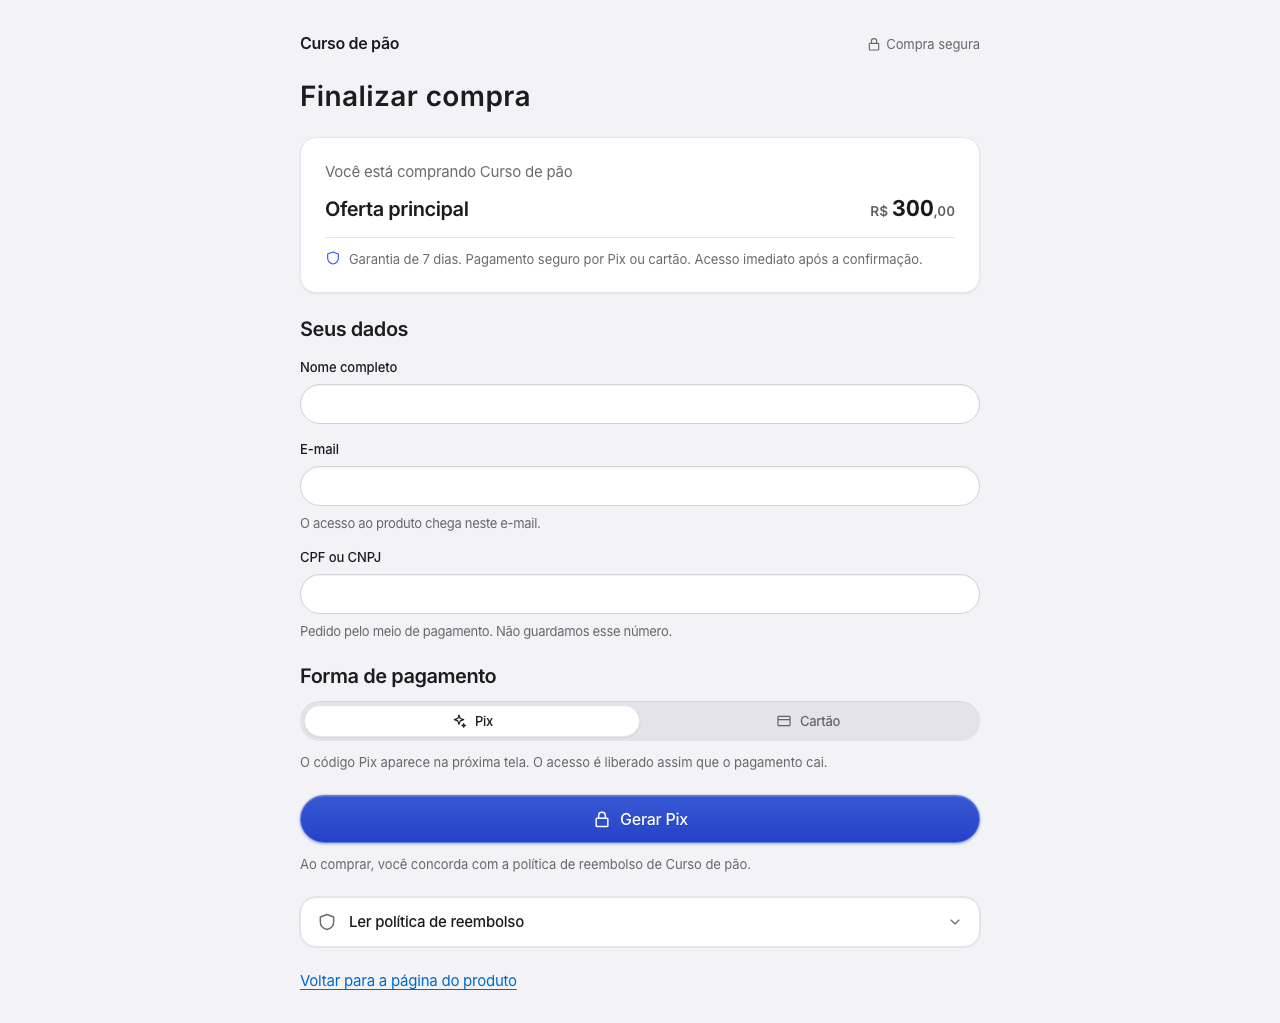 Curso de pão
Compra segura
Finalizar compra
Você está comprando Curso de pão
Oferta principal
R$ 300,00
Garantia de 7 dias. Pagamento seguro por Pix ou cartão. Acesso imediato após a confirmação.
Seus dados
Nome completo
E-mail
O acesso ao produto chega neste e-mail.
CPF ou CNPJ
Pedido pelo meio de pagamento. Não guardamos esse número.
Forma de pagamento
Pix
Cartão
O código Pix aparece na próxima tela. O acesso é liberado assim que o pagamento cai.
Gerar Pix
Ao comprar, você concorda com a política de reembolso de Curso de pão.
Ler política de reembolso
Voltar para a página do produto